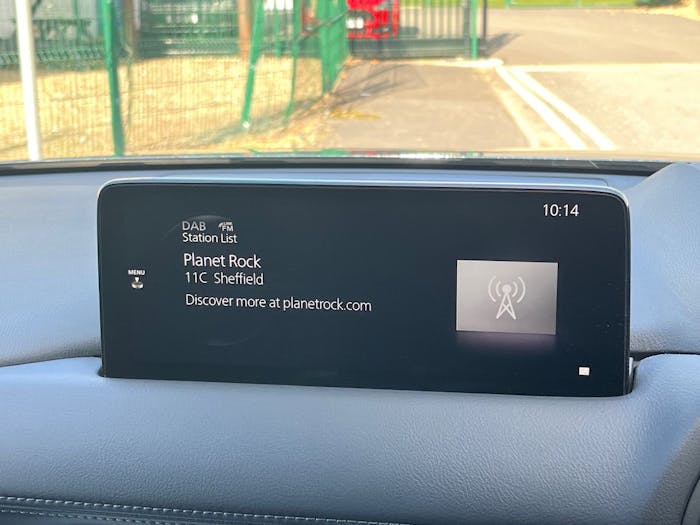 10:14
DAB FM
Station List
Planet Rock
MENU
11C Sheffield
Discover more at planetrock.com